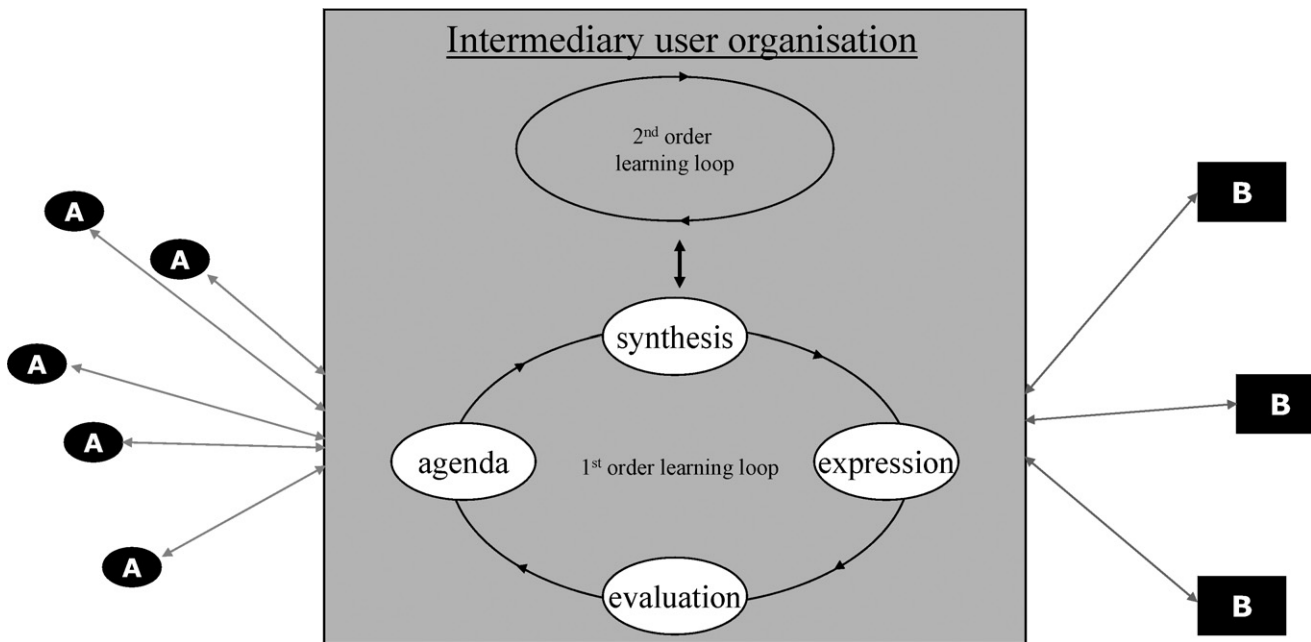 Intermediary user organisation
2nd order
learning loop
A
A
B
synthesis
A
B
A
agenda
1st order learning loop
expression
A
evaluation
B